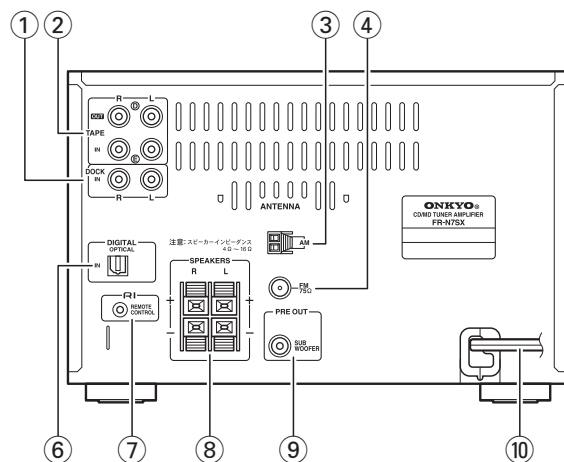 ① ② ③ ④
R L
OUT D
TAPE
IN E
DOCK
IN
R L
ANTENNA
AM
ONKYO®
CD/MD TUNER AMPLIFIER
FR-N7SX
DIGITAL
OPTICAL
IN
注意:スピーカーインピーダンス
4Ω~16Ω
SPEAKERS
R L
+ +
− −
FM
75Ω
RI
REMOTE
CONTROL
PRE OUT
SUB
WOOFER
⑥ ⑦ ⑧ ⑨ ⑩